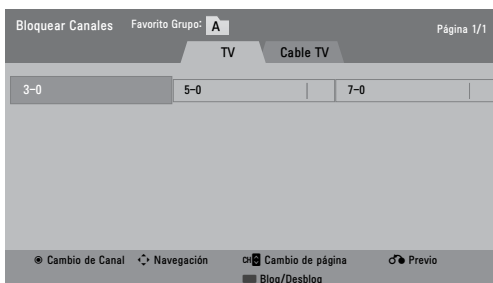 Bloquear Canales Favorito Grupo: A Página 1/1
TV Cable TV
3-0 5-0 7-0
Cambio de Canal Navegación CH Cambio de página Previo
Bloq/Desbloq